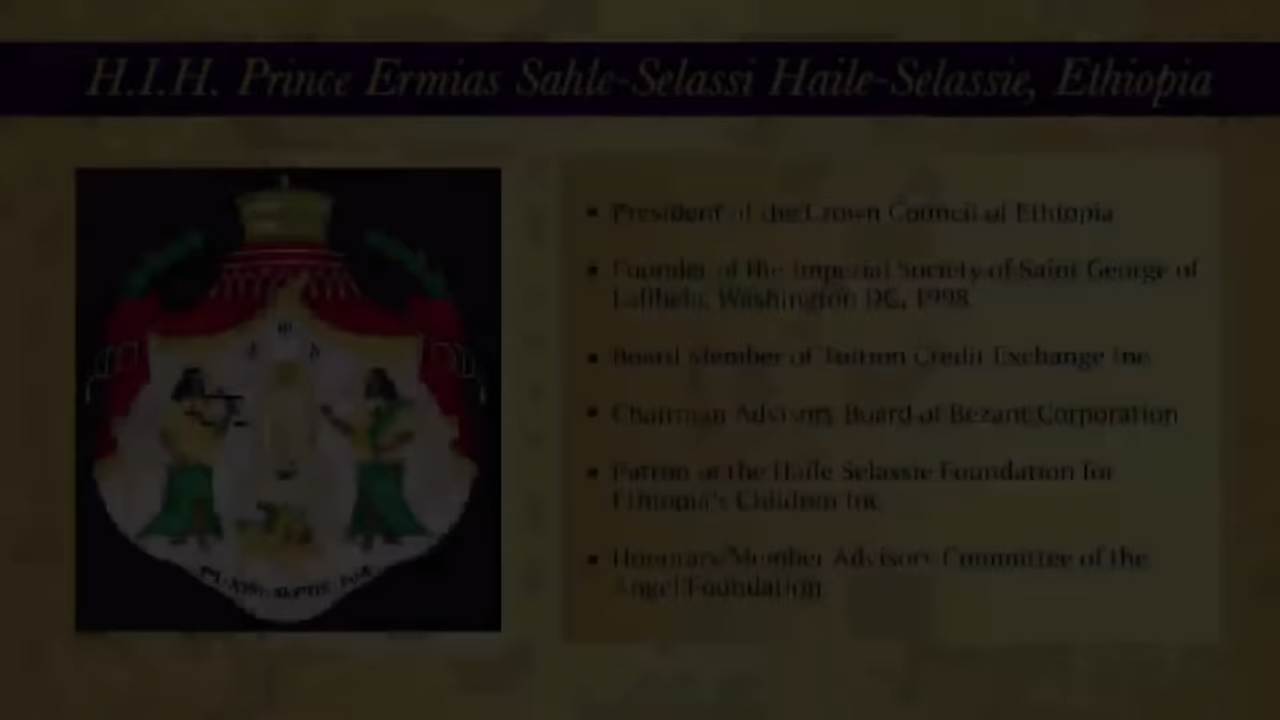 H.I.H. Prince Ermias Sahle-Selassi Haile-Selassie, Ethiopia
▪ President of the Crown Council of Ethiopia
▪ Founder of the Imperial Society of Saint George of
Lalibela, Washington DC, 1998
▪ Board Member of Tuition Credit Exchange Inc
▪ Chairman Advisory Board of Bezant Corporation
▪ Patron of the Haile Selassie Foundation for
Ethiopia's Children Inc
▪ Honorary Member Advisory Committee of the
Angel Foundation